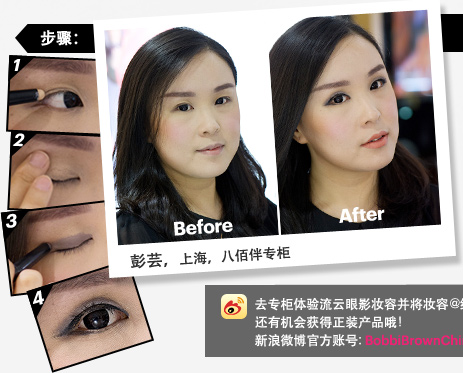 步骤：
1
2
3
4
Before
After
彭芸，上海，八佰伴专柜
去专柜体验流云眼影妆容并将妆容@
还有机会获得正装产品哦！
新浪微博官方账号：BobbiBrownChi